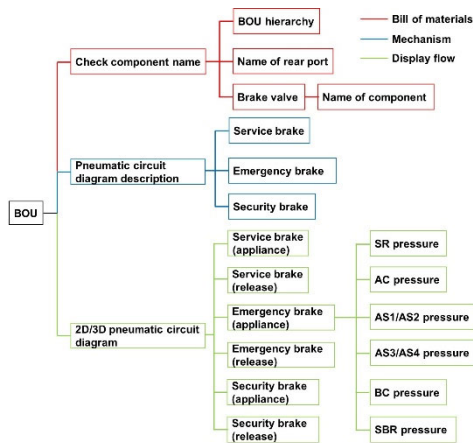 BOU hierarchy
Bill of materials
Mechanism
Display flow
Check component name
Name of rear port
Brake valve
Name of component
Service brake
Pneumatic circuit
diagram description
Emergency brake
Security brake
BOU
Service brake
(appliance)
SR pressure
Service brake
(release)
AC pressure
2D/3D pneumatic circuit
diagram
Emergency brake
(appliance)
AS1/AS2 pressure
Emergency brake
(release)
AS3/AS4 pressure
Security brake
(appliance)
BC pressure
Security brake
(release)
SBR pressure